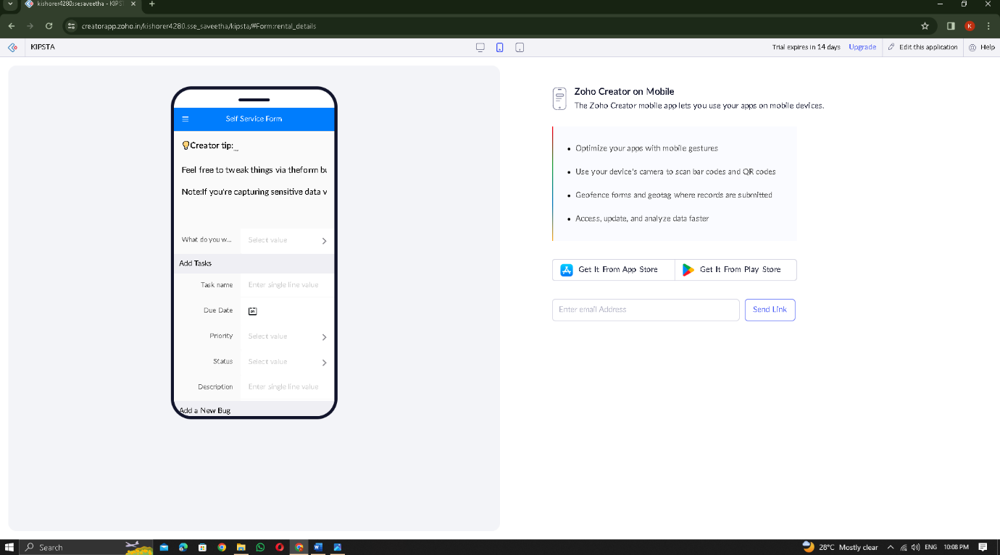 kishorer4280ssesaveetha - KIPST
creatorapp.zoho.in/kishorer4280.sse_saveetha/kipsta/#Form:rental_details
K
KIPSTA
Trial expires in 14 days
Upgrade
Edit this application
Help
Self Service Form
Creator tip:...
Feel free to tweak things via theform bu
Note:If you're capturing sensitive data v
What do you w...
Select value
Add Tasks
Task name
Enter single line value
Due Date
Priority
Select value
Status
Select value
Description
Enter single line value
Add a New Bug
Zoho Creator on Mobile
The Zoho Creator mobile app lets you use your apps on mobile devices.
• Optimize your apps with mobile gestures
• Use your device's camera to scan bar codes and QR codes
• Geofence forms and geotag where records are submitted
• Access, update, and analyze data faster
Get It From App Store
Get It From Play Store
Enter email Address
Send Link
Search
28°C Mostly clear
ENG
10:08 PM